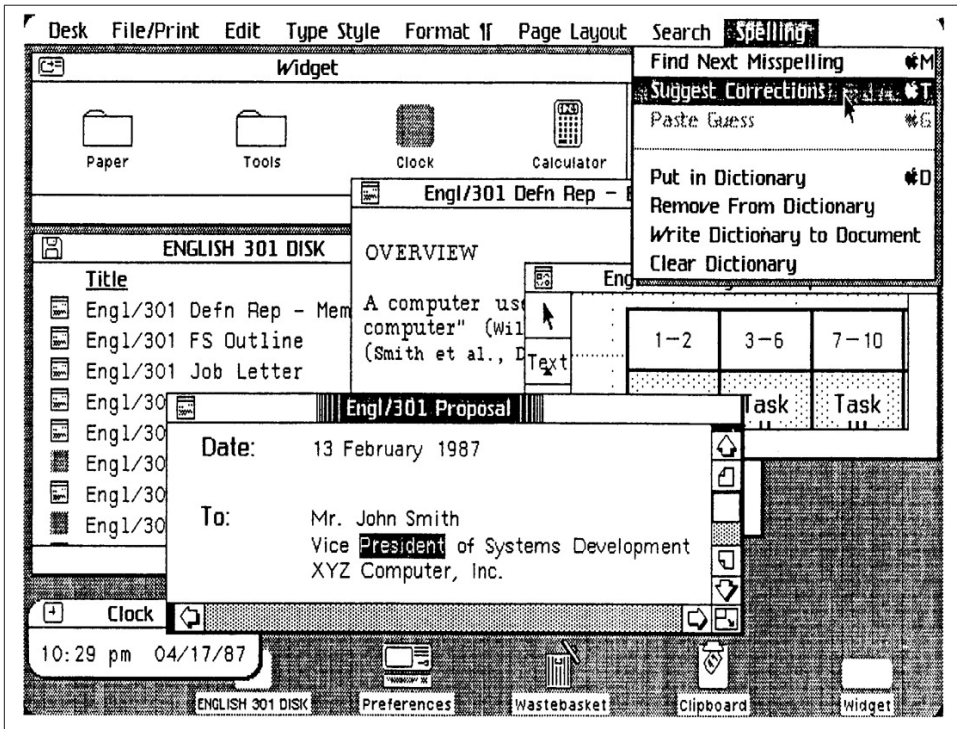 Desk File/Print Edit Type Style Format ¶ Page Layout Search Spelling
Find Next Misspelling M
Suggest Corrections T
Paste Guess G
Put in Dictionary D
Remove From Dictionary
Write Dictionary to Document
Clear Dictionary
Widget
Paper Tools Clock Calculator
Engl/301 Defn Rep -
OVERVIEW
A computer
computer" (Wil
(Smith et al.,
Eng
Text
1-2 3-6 7-10
Task Task
ENGLISH 301 DISK
Title
Engl/301 Defn Rep - Mem
Engl/301 FS Outline
Engl/301 Job Letter
Engl/30
Engl/30
Engl/30
Engl/30
Engl/30
Engl/301 Proposal
Date: 13 February 1987
To: Mr. John Smith
Vice President of Systems Development
XYZ Computer, Inc.
Clock
10:29 pm 04/17/87
ENGLISH 301 DISK Preferences Wastebasket Clipboard Widget